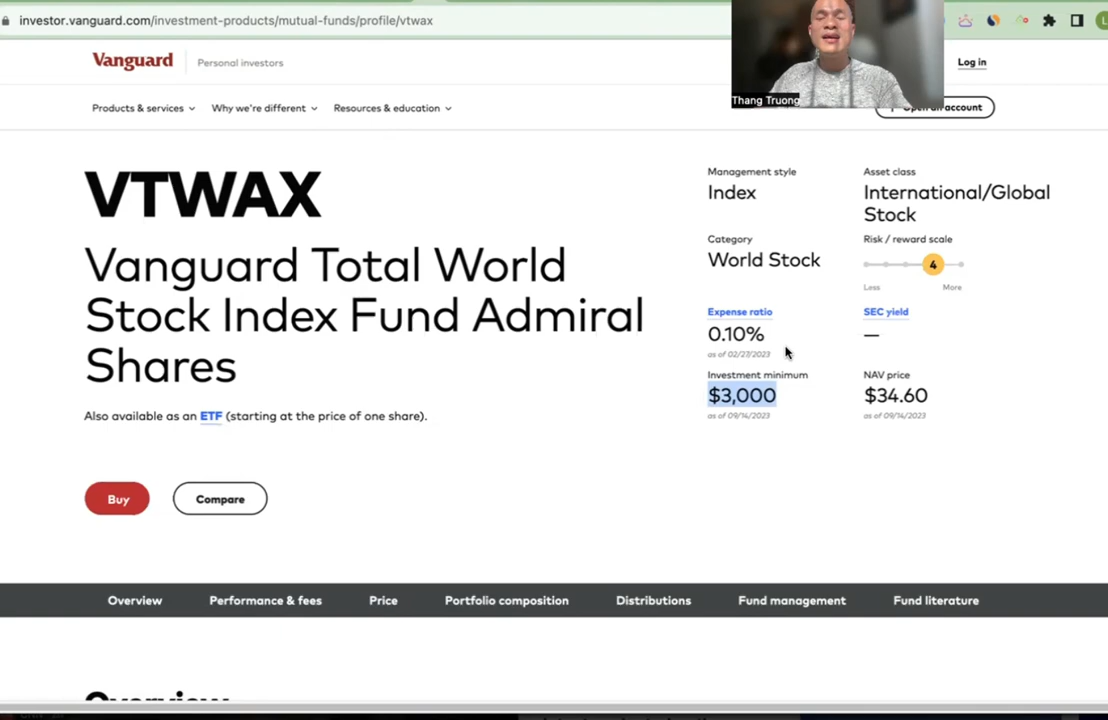 investor.vanguard.com/investment-products/mutual-funds/profile/vtwax
Thang Truong
Vanguard
Personal investors
Log in
Products & services
Why we're different
Resources & education
account
VTWAX
Vanguard Total World
Stock Index Fund Admiral
Shares
Also available as an ETF (starting at the price of one share).
Buy
Compare
Management style
Index
Asset class
International/Global
Stock
Category
World Stock
Risk / reward scale
4
Less
More
Expense ratio
0.10%
as of 02/27/2023
SEC yield
—
Investment minimum
$3,000
as of 09/14/2023
NAV price
$34.60
as of 09/14/2023
Overview
Performance & fees
Price
Portfolio composition
Distributions
Fund management
Fund literature
Overview